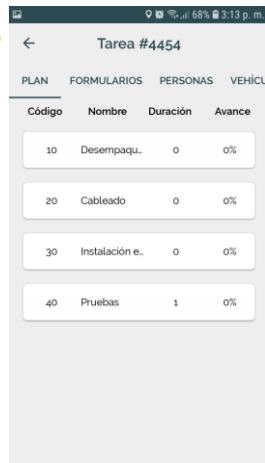 68% 3:13 p. m.
Tarea #4454
PLAN FORMULARIOS PERSONAS VEHÍCU
Código Nombre Duración Avance
10 Desempaqu... 0 0%
20 Cableado 0 0%
30 Instalación e... 0 0%
40 Pruebas 1 0%